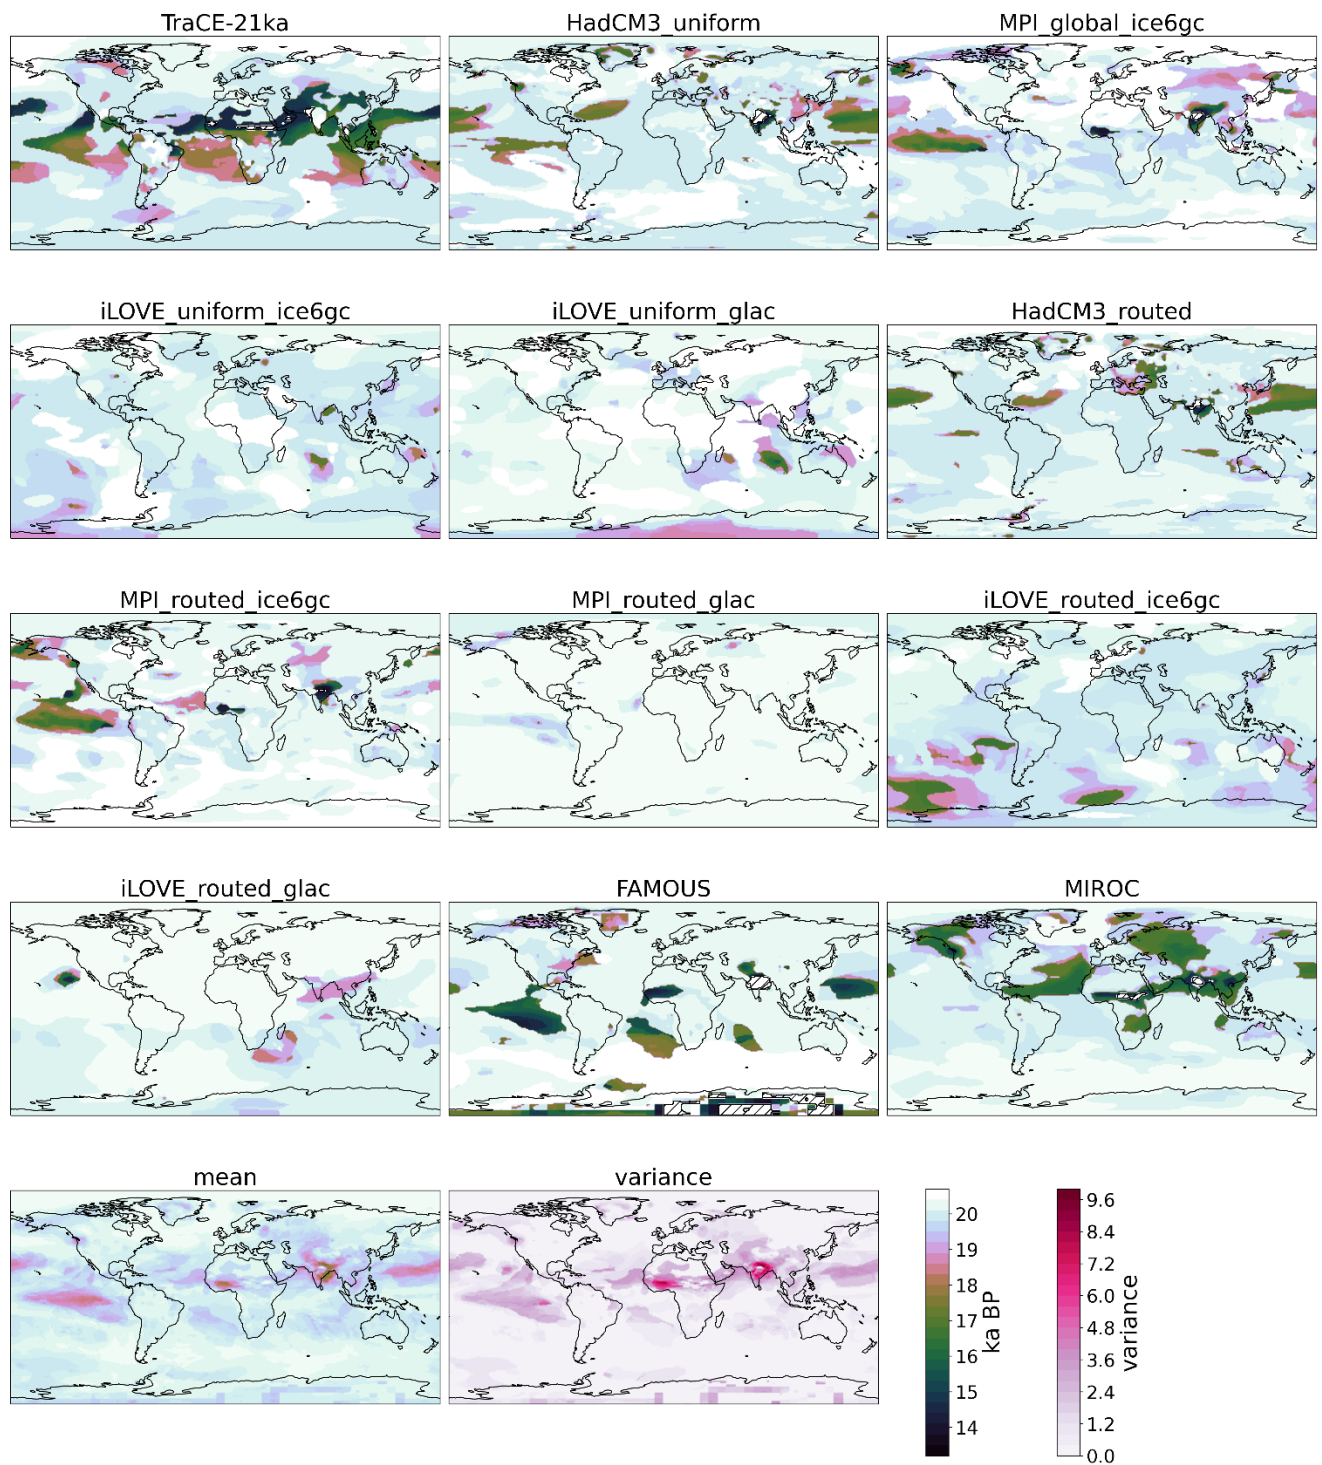 TraCE-21ka
HadCM3_uniform
MPI_global_ice6gc
iLOVE_uniform_ice6gc
iLOVE_uniform_glac
HadCM3_routed
MPI_routed_ice6gc
MPI_routed_glac
iLOVE_routed_ice6gc
iLOVE_routed_glac
FAMOUS
MIROC
mean
variance
20
19
18
17
16
15
14
ka BP
9.6
8.4
7.2
6.0
4.8
3.6
2.4
1.2
0.0
variance